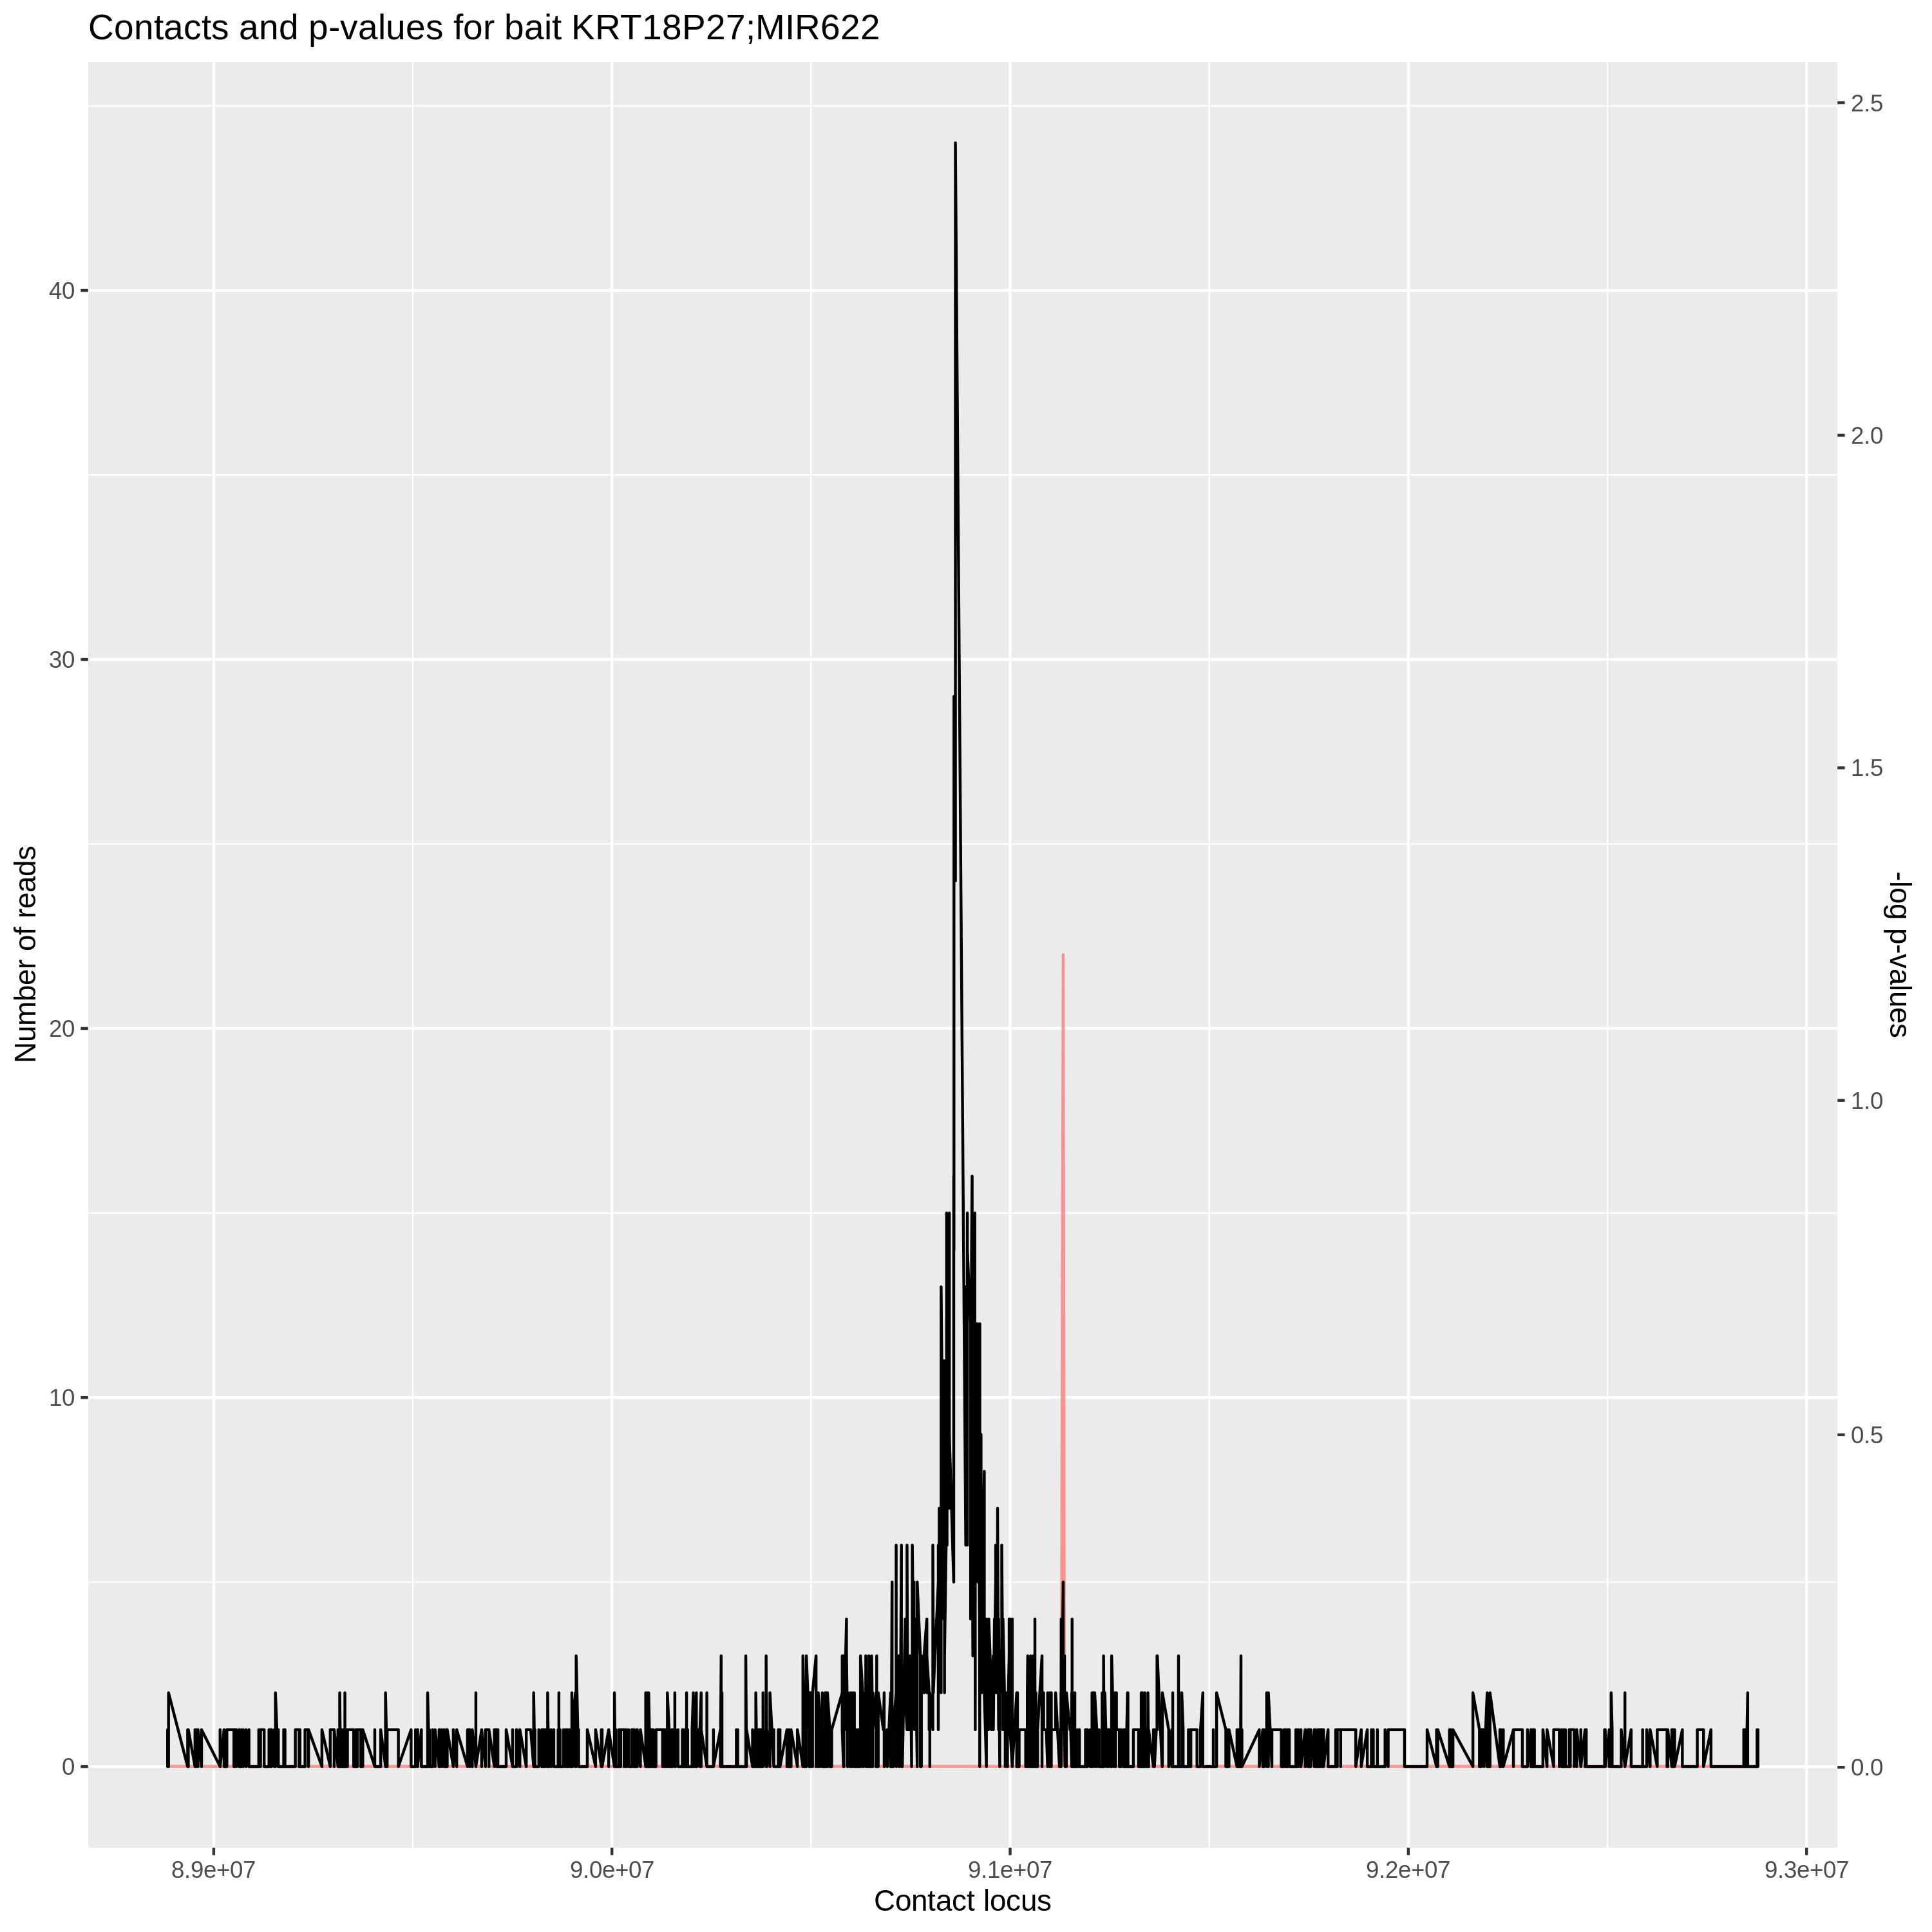 Contacts and p-values for bait KRT18P27;MIR622
Number of reads
40
30
20
10
0
2.5
2.0
1.5
1.0
0.5
0.0
-log p-values
8.9e+07
9.0e+07
9.1e+07
9.2e+07
9.3e+07
Contact locus